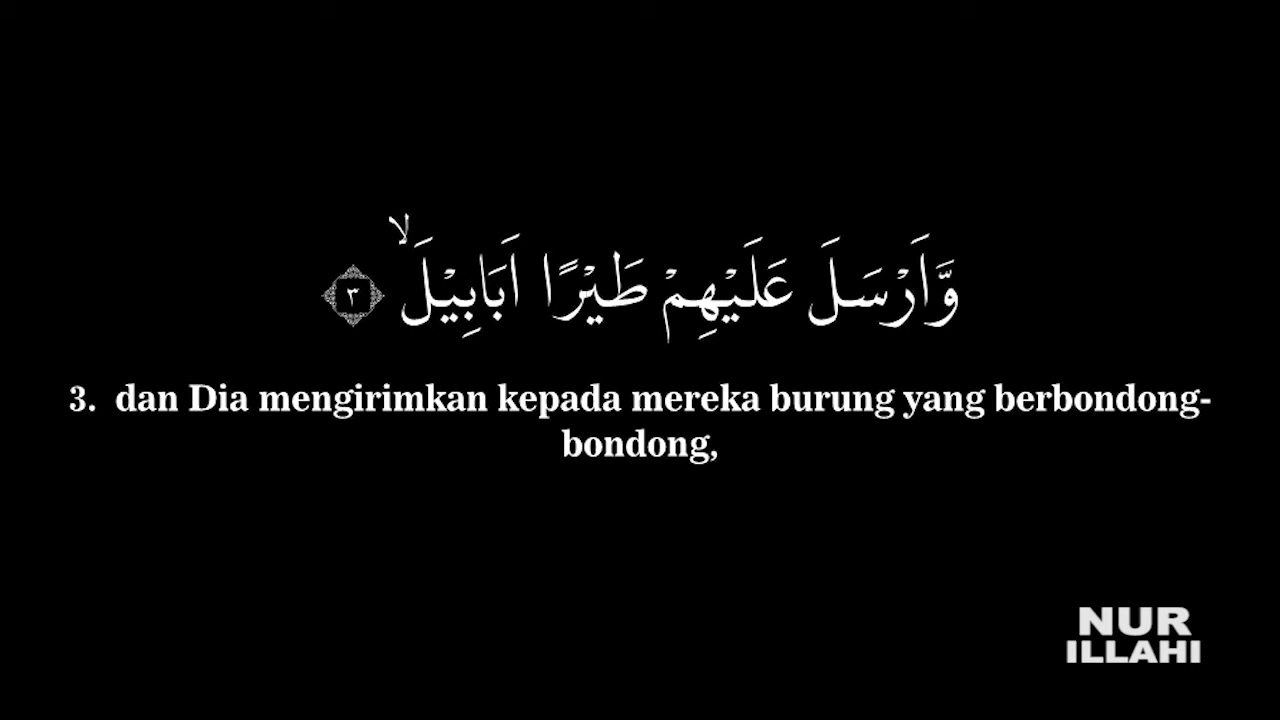 وَّاَرْسَلَ عَلَيْهِمْ طَيْرًا اَبَابِيْلَۙ ٣
3. dan Dia mengirimkan kepada mereka burung yang berbondong-
bondong,
NUR
ILLAHI